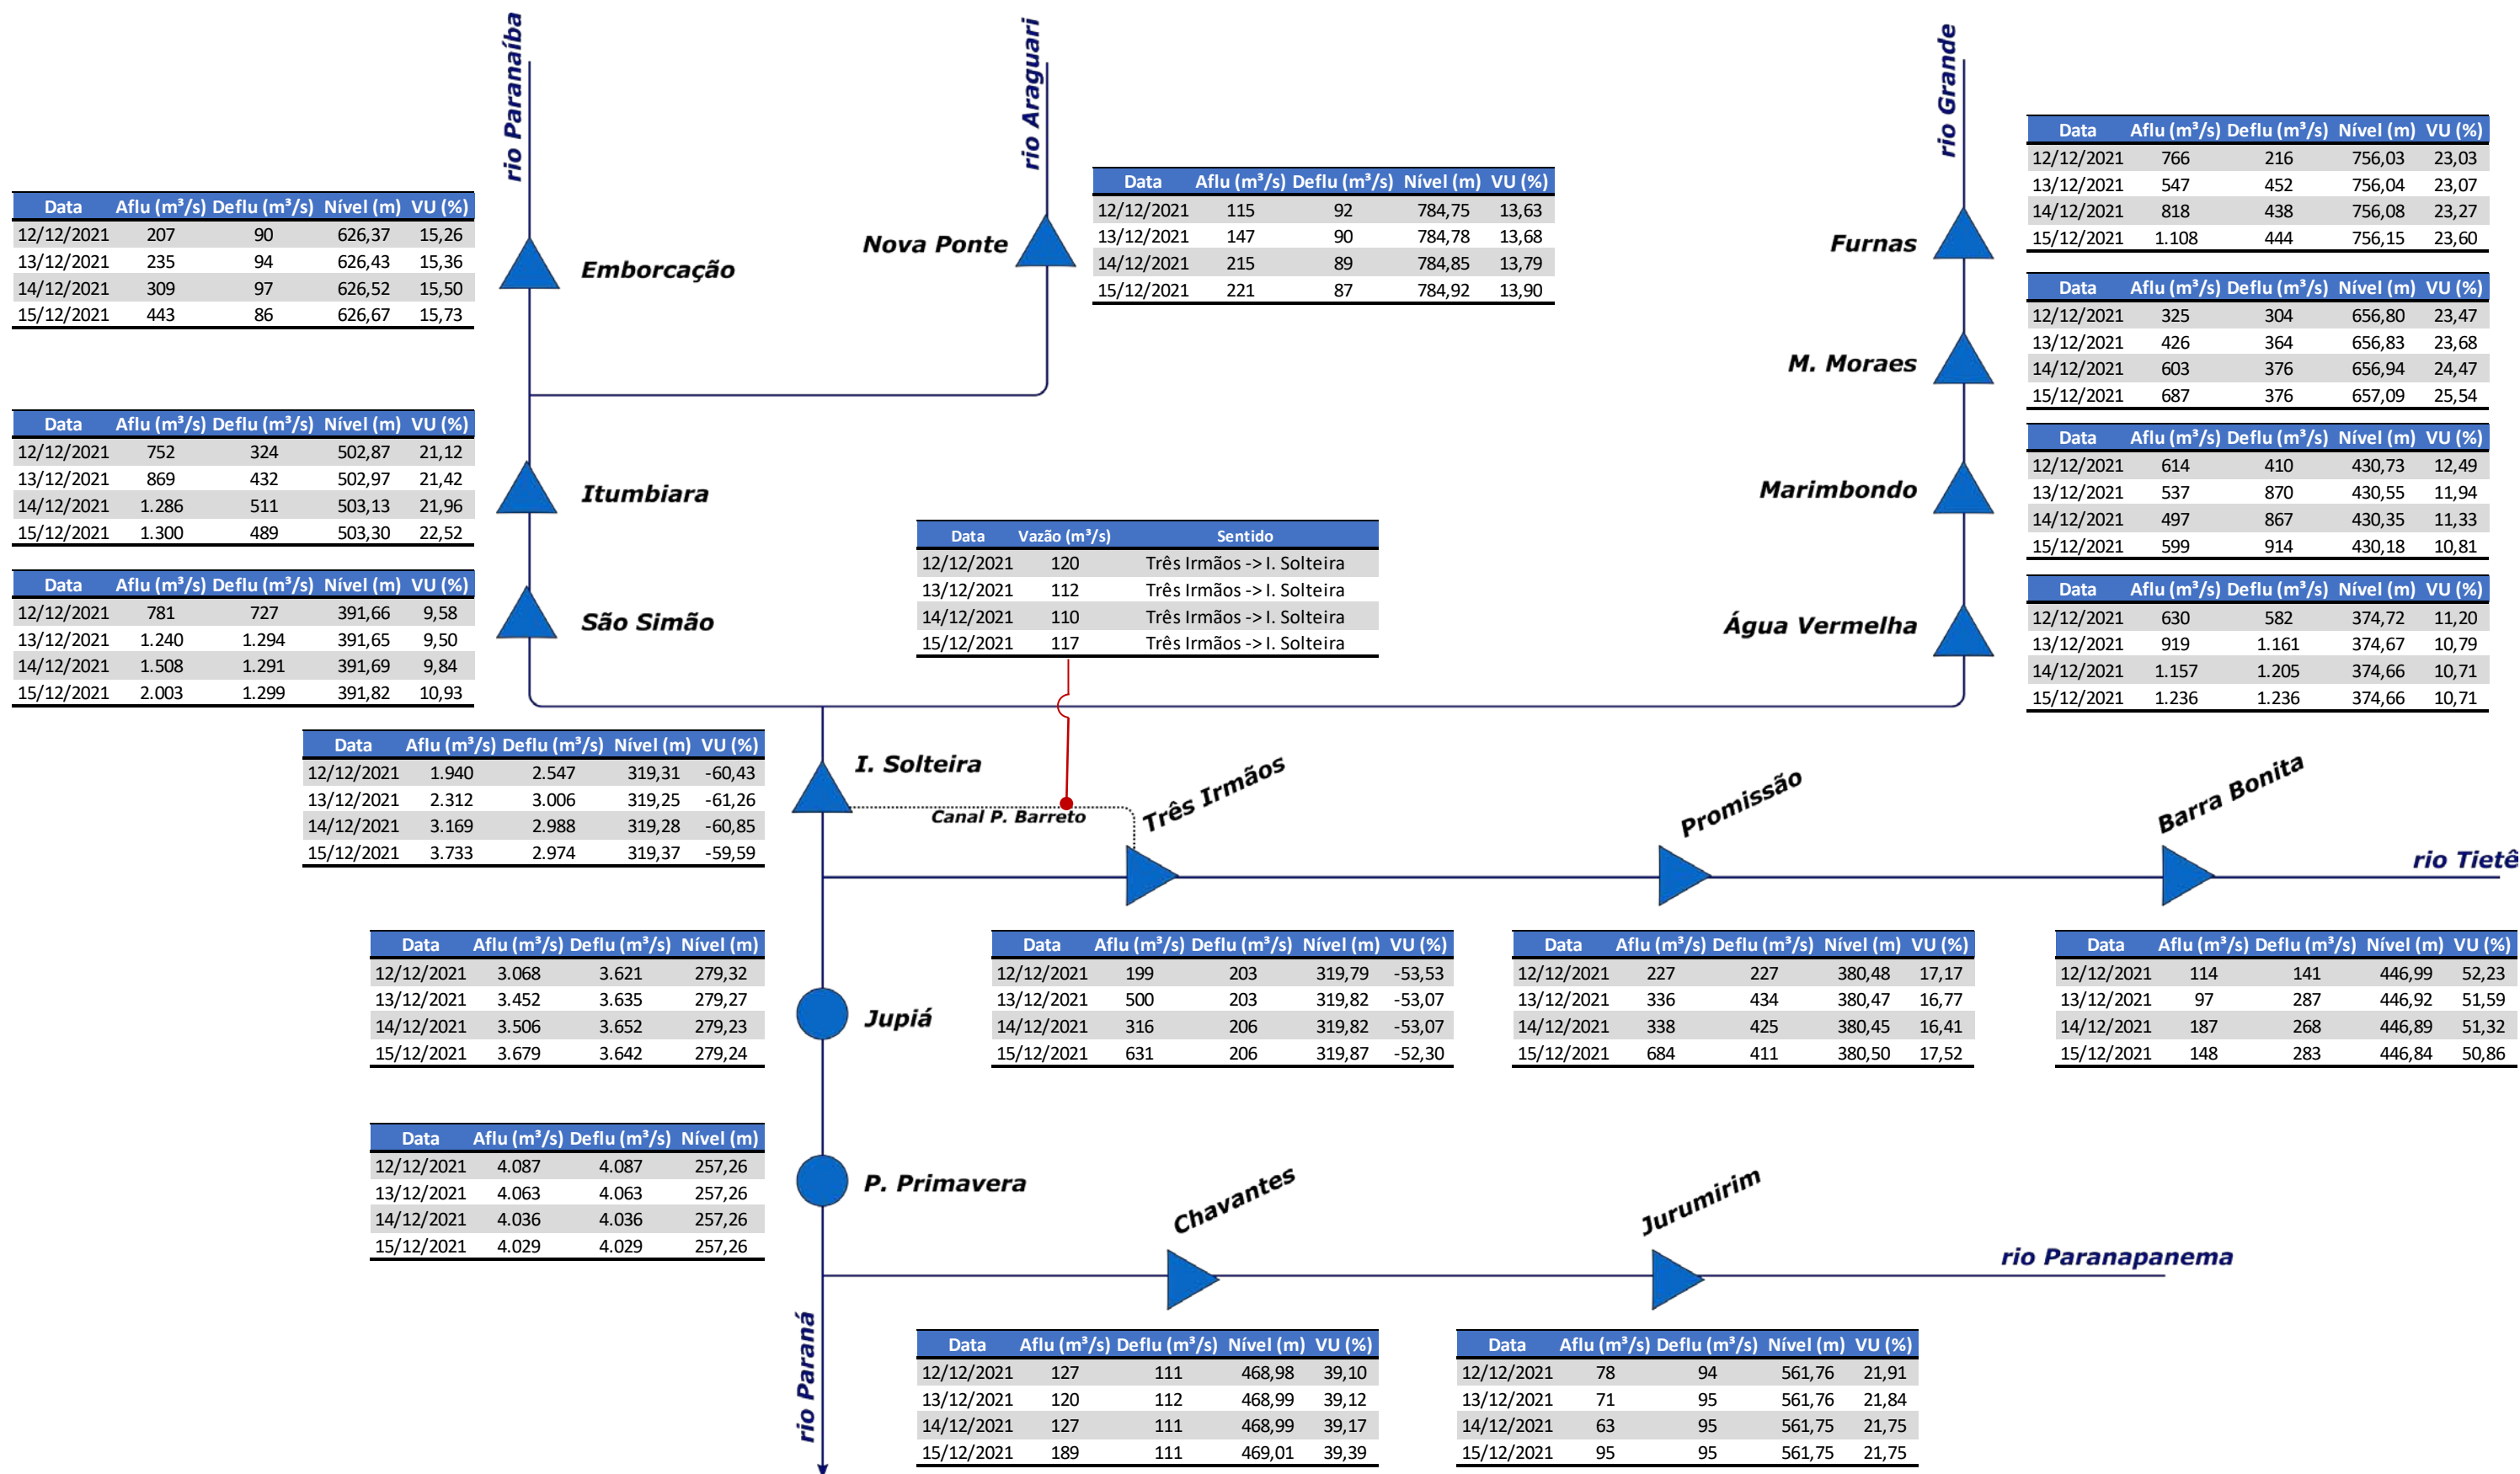 rio Paranaíba
rio Araguari
rio Grande
Data Aflu (m³/s) Deflu (m³/s) Nível (m) VU (%)
12/12/2021 766 216 756,03 23,03
13/12/2021 547 452 756,04 23,07
14/12/2021 818 438 756,08 23,27
15/12/2021 1.108 444 756,15 23,60
Furnas
Data Aflu (m³/s) Deflu (m³/s) Nível (m) VU (%)
12/12/2021 115 92 784,75 13,63
13/12/2021 147 90 784,78 13,68
14/12/2021 215 89 784,85 13,79
15/12/2021 221 87 784,92 13,90
Nova Ponte
Data Aflu (m³/s) Deflu (m³/s) Nível (m) VU (%)
12/12/2021 207 90 626,37 15,26
13/12/2021 235 94 626,43 15,36
14/12/2021 309 97 626,52 15,50
15/12/2021 443 86 626,67 15,73
Emborcação
Data Aflu (m³/s) Deflu (m³/s) Nível (m) VU (%)
12/12/2021 325 304 656,80 23,47
13/12/2021 426 364 656,83 23,68
14/12/2021 603 376 656,94 24,47
15/12/2021 687 376 657,09 25,54
M. Moraes
Data Aflu (m³/s) Deflu (m³/s) Nível (m) VU (%)
12/12/2021 752 324 502,87 21,12
13/12/2021 869 432 502,97 21,42
14/12/2021 1.286 511 503,13 21,96
15/12/2021 1.300 489 503,30 22,52
Itumbiara
Data Aflu (m³/s) Deflu (m³/s) Nível (m) VU (%)
12/12/2021 614 410 430,73 12,49
13/12/2021 537 870 430,55 11,94
14/12/2021 497 867 430,35 11,33
15/12/2021 599 914 430,18 10,81
Marimbondo
Data Vazão (m³/s) Sentido
12/12/2021 120 Três Irmãos -> I. Solteira
13/12/2021 112 Três Irmãos -> I. Solteira
14/12/2021 110 Três Irmãos -> I. Solteira
15/12/2021 117 Três Irmãos -> I. Solteira
Data Aflu (m³/s) Deflu (m³/s) Nível (m) VU (%)
12/12/2021 781 727 391,66 9,58
13/12/2021 1.240 1.294 391,65 9,50
14/12/2021 1.508 1.291 391,69 9,84
15/12/2021 2.003 1.299 391,82 10,93
São Simão
Data Aflu (m³/s) Deflu (m³/s) Nível (m) VU (%)
12/12/2021 630 582 374,72 11,20
13/12/2021 919 1.161 374,67 10,79
14/12/2021 1.157 1.205 374,66 10,71
15/12/2021 1.236 1.236 374,66 10,71
Água Vermelha
Data Aflu (m³/s) Deflu (m³/s) Nível (m) VU (%)
12/12/2021 1.940 2.547 319,31 -60,43
13/12/2021 2.312 3.006 319,25 -61,26
14/12/2021 3.169 2.988 319,28 -60,85
15/12/2021 3.733 2.974 319,37 -59,59
I. Solteira
Canal P. Barreto
Três Irmãos
Promissão
Barra Bonita
rio Tietê
Data Aflu (m³/s) Deflu (m³/s) Nível (m)
12/12/2021 3.068 3.621 279,32
13/12/2021 3.452 3.635 279,27
14/12/2021 3.506 3.652 279,23
15/12/2021 3.679 3.642 279,24
Jupiá
Data Aflu (m³/s) Deflu (m³/s) Nível (m) VU (%)
12/12/2021 199 203 319,79 -53,53
13/12/2021 500 203 319,82 -53,07
14/12/2021 316 206 319,82 -53,07
15/12/2021 631 206 319,87 -52,30
Data Aflu (m³/s) Deflu (m³/s) Nível (m) VU (%)
12/12/2021 227 227 380,48 17,17
13/12/2021 336 434 380,47 16,77
14/12/2021 338 425 380,45 16,41
15/12/2021 684 411 380,50 17,52
Data Aflu (m³/s) Deflu (m³/s) Nível (m) VU (%)
12/12/2021 114 141 446,99 52,23
13/12/2021 97 287 446,92 51,59
14/12/2021 187 268 446,89 51,32
15/12/2021 148 283 446,84 50,86
Data Aflu (m³/s) Deflu (m³/s) Nível (m)
12/12/2021 4.087 4.087 257,26
13/12/2021 4.063 4.063 257,26
14/12/2021 4.036 4.036 257,26
15/12/2021 4.029 4.029 257,26
P. Primavera
Chavantes
Jurumirim
rio Paranapanema
rio Paraná
Data Aflu (m³/s) Deflu (m³/s) Nível (m) VU (%)
12/12/2021 127 111 468,98 39,10
13/12/2021 120 112 468,99 39,12
14/12/2021 127 111 468,99 39,17
15/12/2021 189 111 469,01 39,39
Data Aflu (m³/s) Deflu (m³/s) Nível (m) VU (%)
12/12/2021 78 94 561,76 21,91
13/12/2021 71 95 561,76 21,84
14/12/2021 63 95 561,75 21,75
15/12/2021 95 95 561,75 21,75